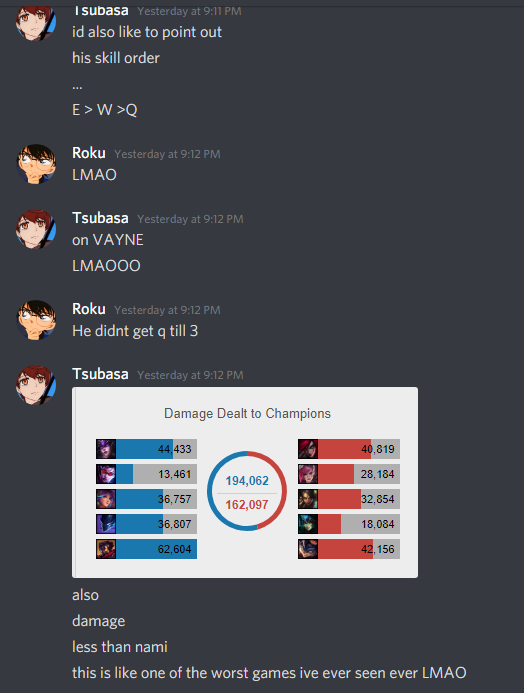 Tsubasa Yesterday at 9:11 PM
id also like to point out
his skill order
...
E > W >Q
Roku Yesterday at 9:12 PM
LMAO
Tsubasa Yesterday at 9:12 PM
on VAYNE
LMAOOO
Roku Yesterday at 9:12 PM
He didnt get q till 3
Tsubasa Yesterday at 9:12 PM
Damage Dealt to Champions
44,433
13,461
36,757
36,807
62,604
194,062
162,097
40,819
28,184
32,854
18,084
42,156
also
damage
less than nami
this is like one of the worst games ive ever seen ever LMAO